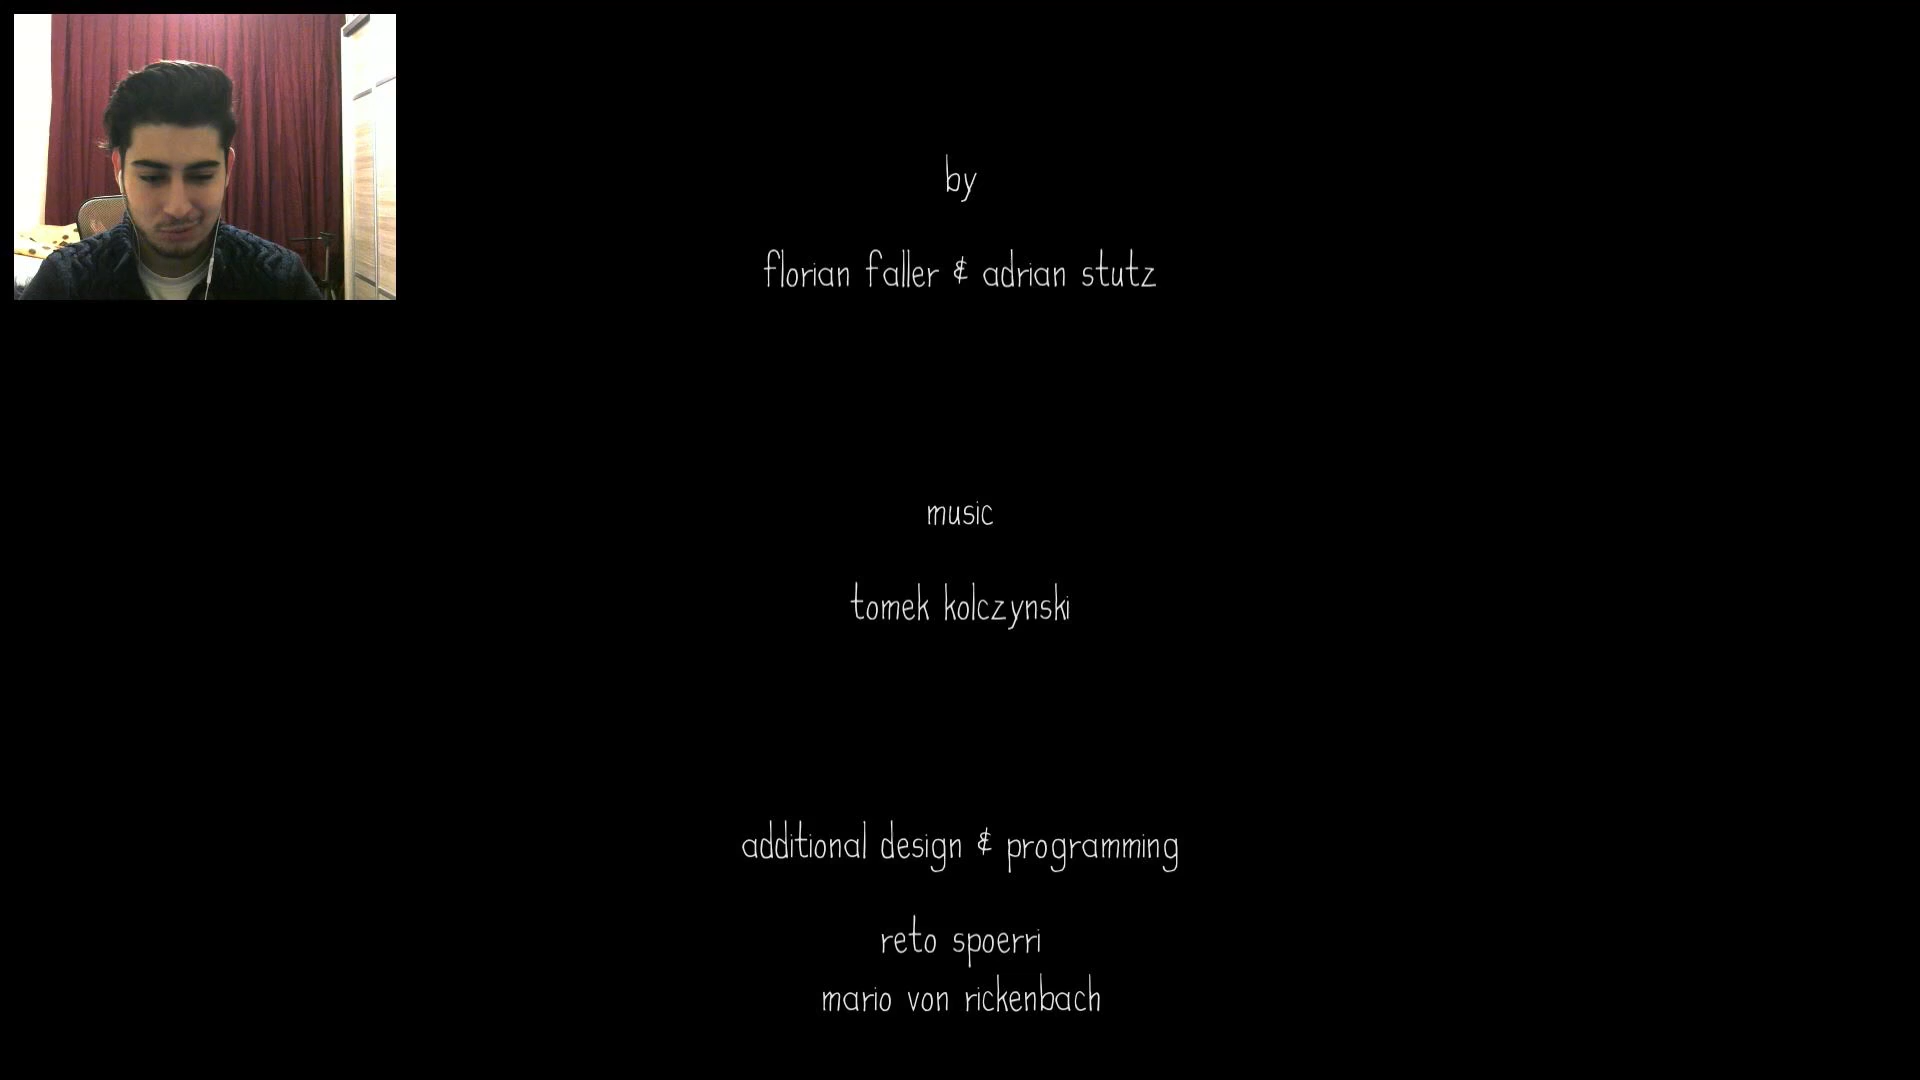 by
florian faller & adrian stutz
music
tomek kolczynski
additional design & programming
reto spoerri
mario von rickenbach